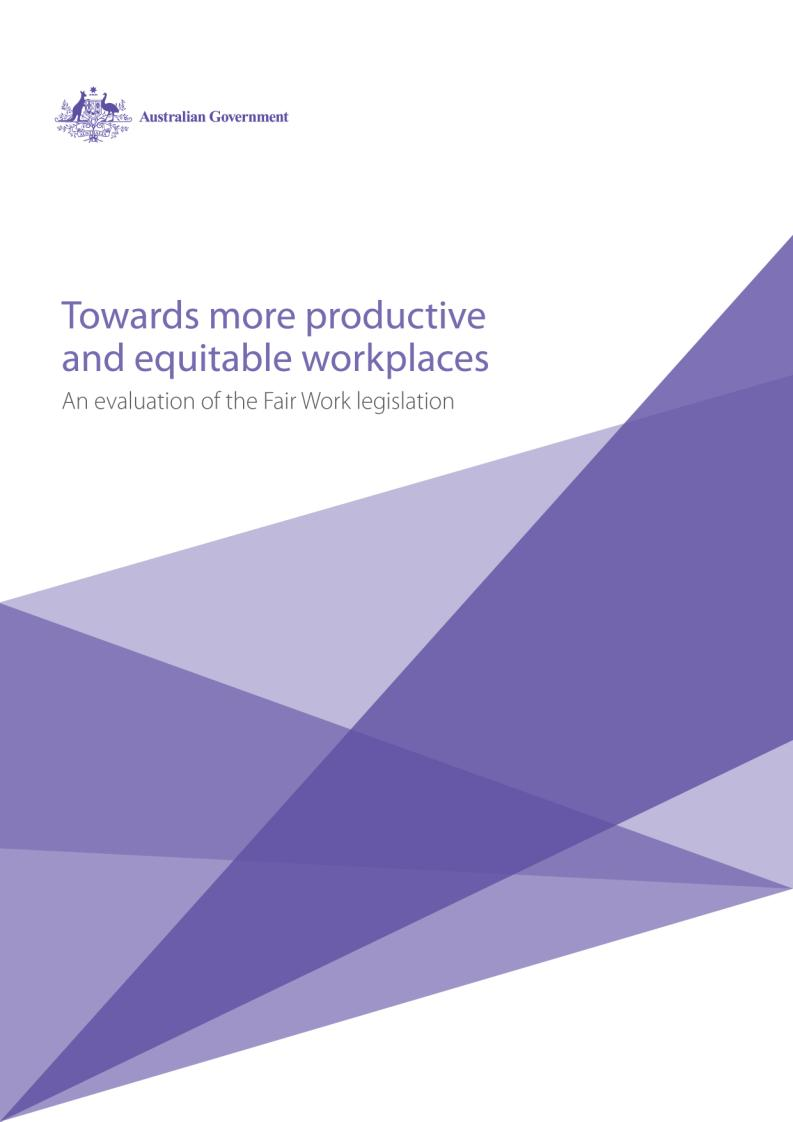 Australian Government
Towards more productive
and equitable workplaces
An evaluation of the Fair Work legislation